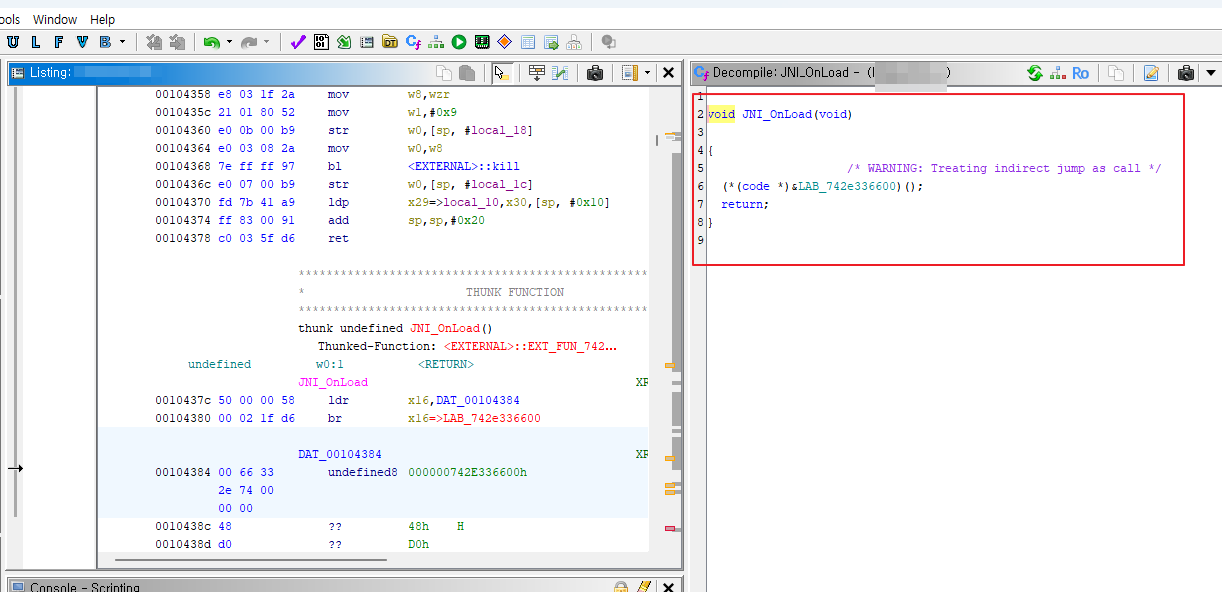 ools Window Help
U L F V B
Listing:
00104358 e8 03 1f 2a mov w8,wzr
0010435c 21 01 80 52 mov w1,#0x9
00104360 e0 0b 00 b9 str w0,[sp, #local_18]
00104364 e0 03 08 2a mov w0,w8
00104368 7e ff ff 97 bl <EXTERNAL>::kill
0010436c e0 07 00 b9 str w0,[sp, #local_1c]
00104370 fd 7b 41 a9 ldp x29=>local_10,x30,[sp, #0x10]
00104374 ff 83 00 91 add sp,sp,#0x20
00104378 c0 03 5f d6 ret
**************************************************
* THUNK FUNCTION
**************************************************
thunk undefined JNI_OnLoad()
Thunked-Function: <EXTERNAL>::EXT_FUN_742...
undefined w0:1 <RETURN>
JNI_OnLoad XR
0010437c 50 00 00 58 ldr x16,DAT_00104384
00104380 00 02 1f d6 br x16=>LAB_742e336600
DAT_00104384 XR
00104384 00 66 33 undefined8 000000742E336600h
2e 74 00
00 00
0010438c 48 ?? 48h H
0010438d d0 ?? D0h
Console - Scripting
Decompile: JNI_OnLoad - ( )
Ro
1
2 void JNI_OnLoad(void)
3
4 {
5 /* WARNING: Treating indirect jump as call */
6 (*(code *)&LAB_742e336600)();
7 return;
8 }
9